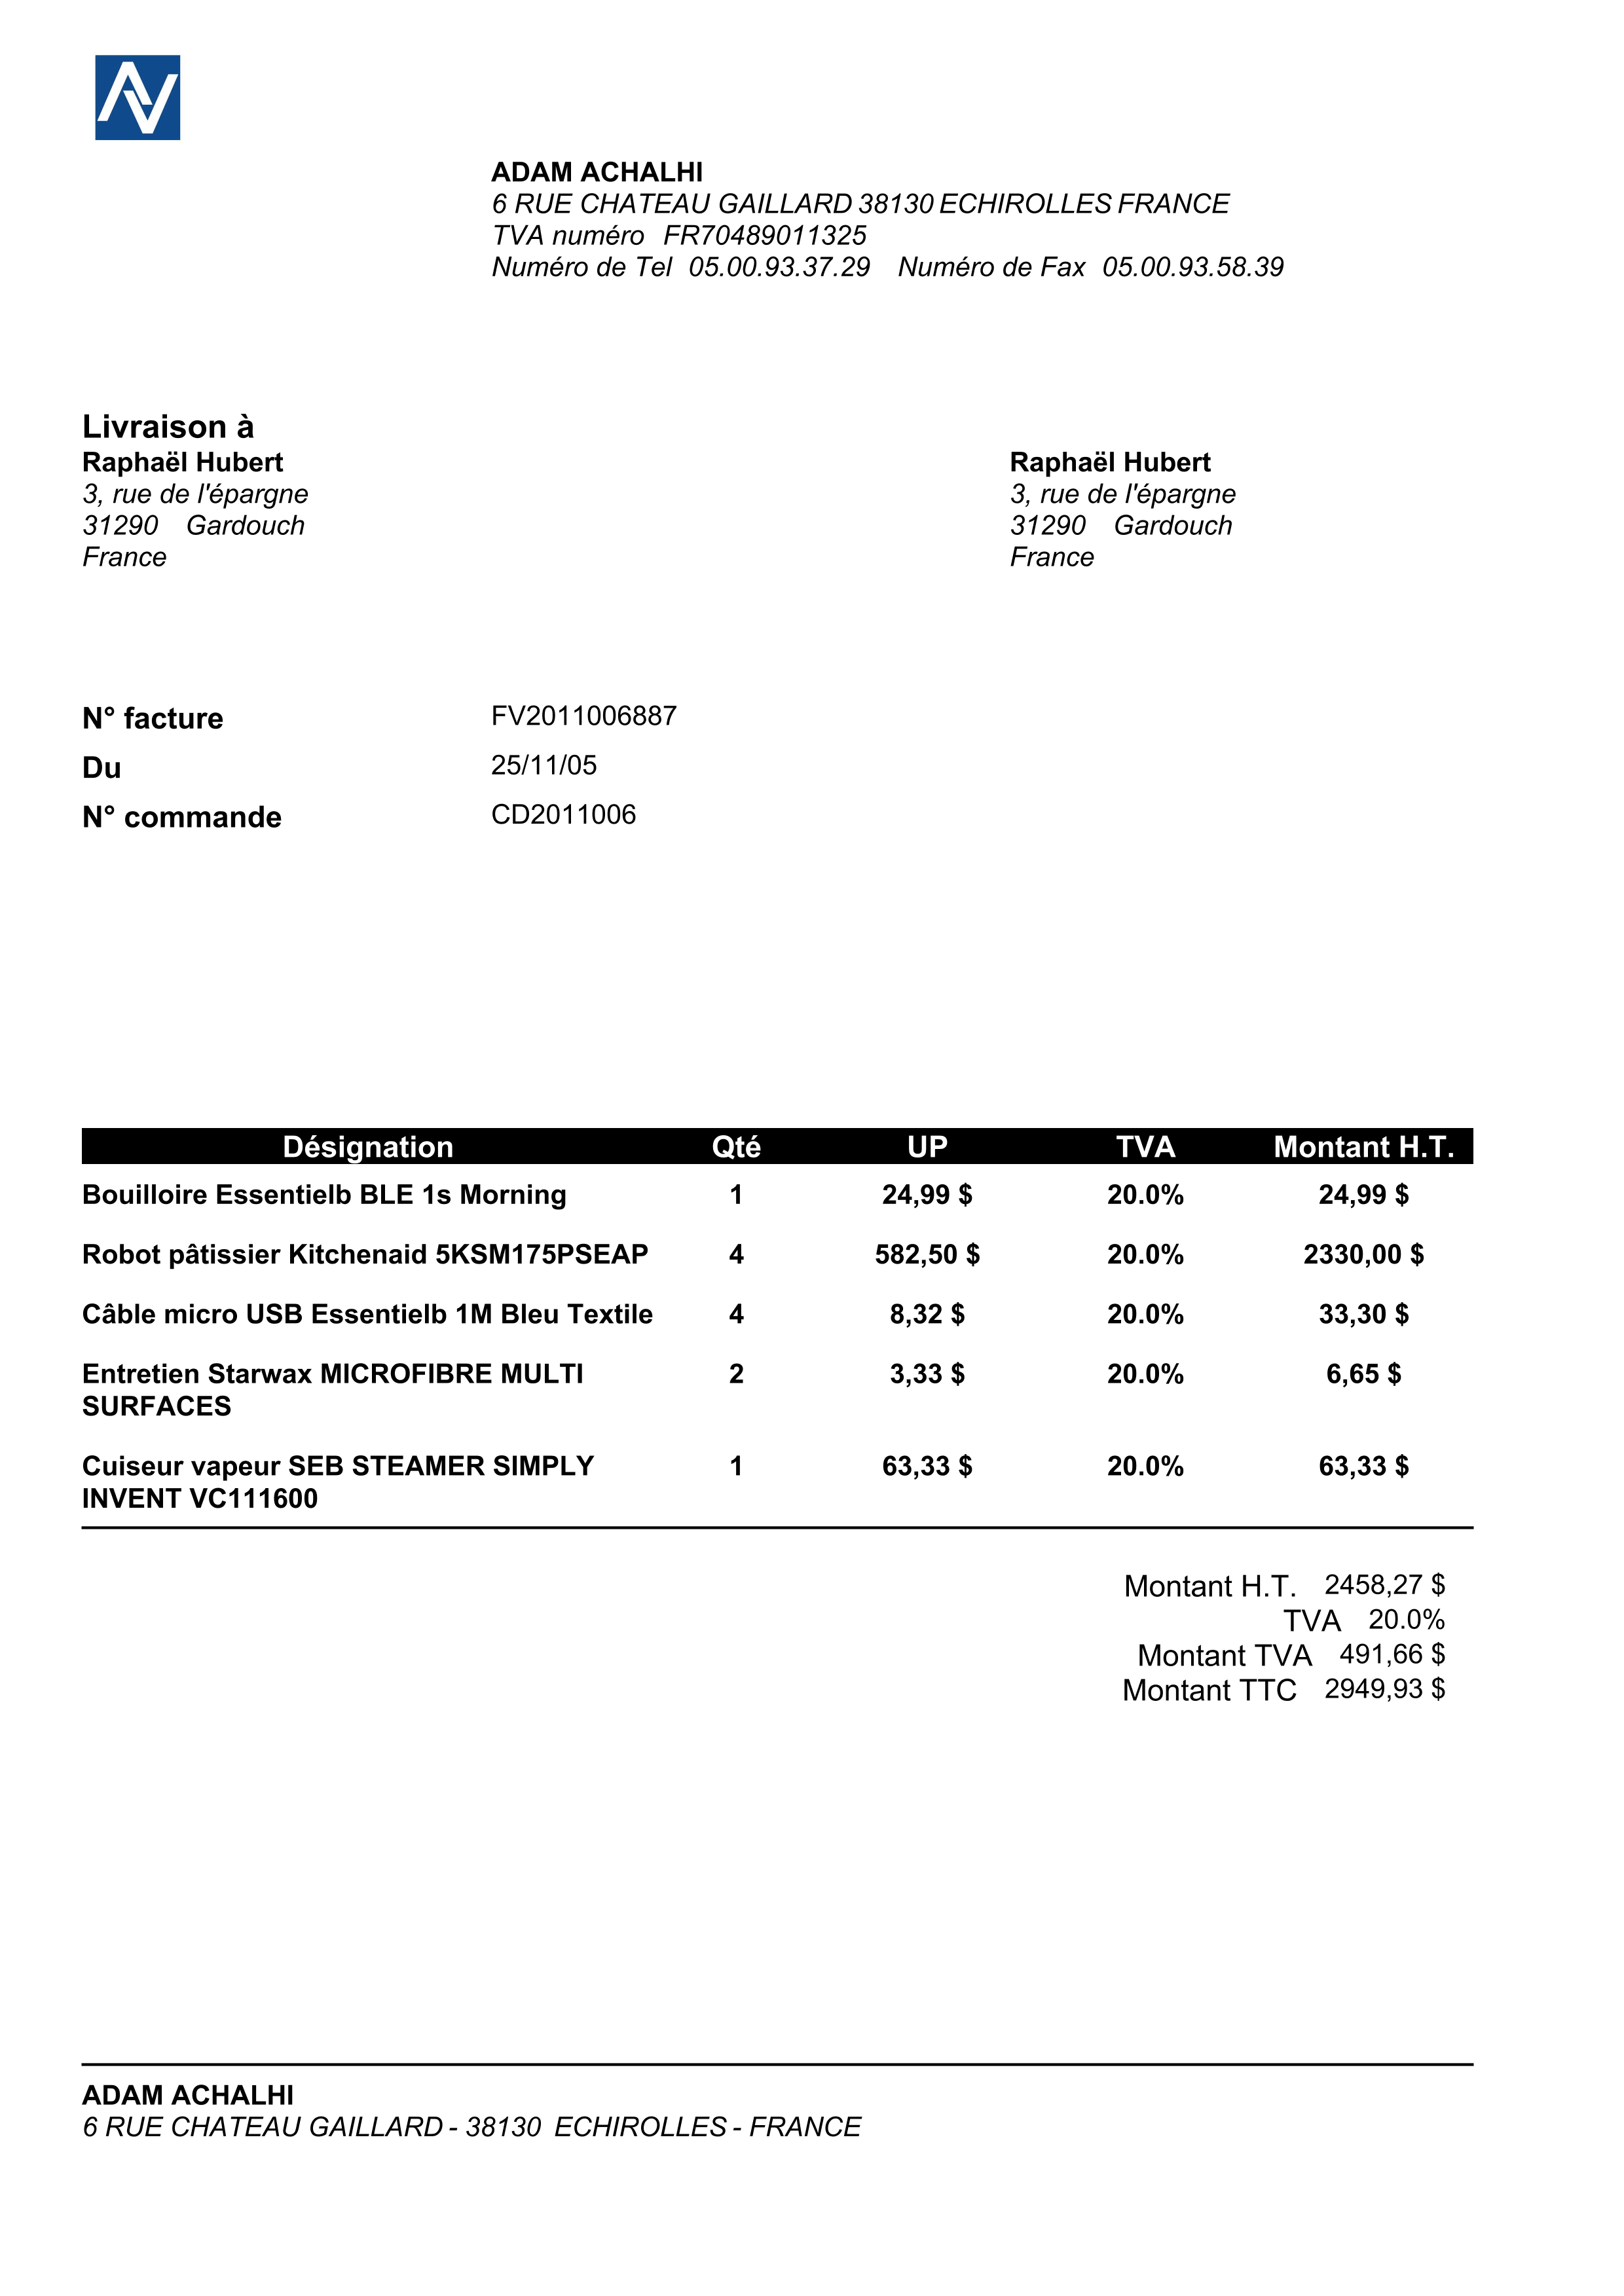 ADAM ACHALHI
6 RUE CHATEAU GAILLARD 38130 ECHIROLLES FRANCE
TVA numéro FR70489011325
Numéro de Tel 05.00.93.37.29 Numéro de Fax 05.00.93.58.39
Livraison à
Raphaël Hubert
3, rue de l'épargne
31290 Gardouch
France
Raphaël Hubert
3, rue de l'épargne
31290 Gardouch
France
N° facture FV2011006887
Du 25/11/05
N° commande CD2011006
Désignation Qté UP TVA Montant H.T.
Bouilloire Essentielb BLE 1s Morning 1 24,99 $ 20.0% 24,99 $
Robot pâtissier Kitchenaid 5KSM175PSEAP 4 582,50 $ 20.0% 2330,00 $
Câble micro USB Essentielb 1M Bleu Textile 4 8,32 $ 20.0% 33,30 $
Entretien Starwax MICROFIBRE MULTI 2 3,33 $ 20.0% 6,65 $
SURFACES
Cuiseur vapeur SEB STEAMER SIMPLY 1 63,33 $ 20.0% 63,33 $
INVENT VC111600
Montant H.T. 2458,27 $
TVA 20.0%
Montant TVA 491,66 $
Montant TTC 2949,93 $
ADAM ACHALHI
6 RUE CHATEAU GAILLARD - 38130 ECHIROLLES - FRANCE